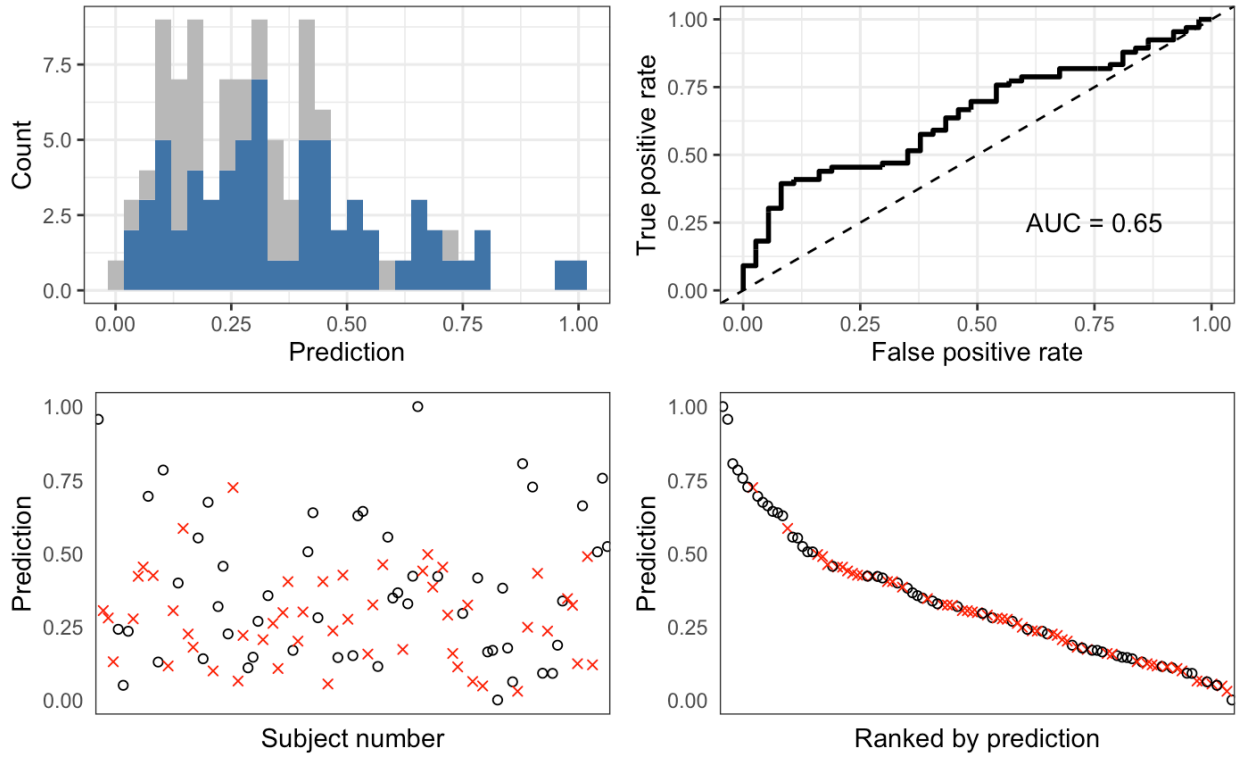 Count
7.5
5.0
2.5
0.0
0.00 0.25 0.50 0.75 1.00
Prediction
True positive rate
1.00
0.75
0.50
0.25
0.00
AUC = 0.65
0.00 0.25 0.50 0.75 1.00
False positive rate
Prediction
1.00
0.75
0.50
0.25
0.00
Subject number
Prediction
1.00
0.75
0.50
0.25
0.00
Ranked by prediction